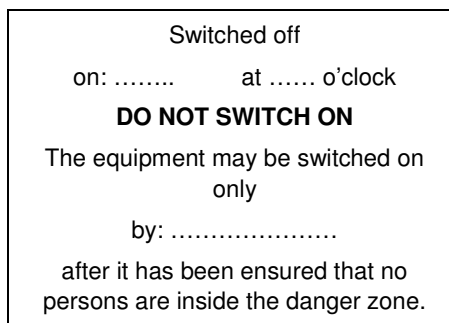 Switched off
on: …….. at …… o'clock
DO NOT SWITCH ON
The equipment may be switched on
only
by: …………………
after it has been ensured that no
persons are inside the danger zone.